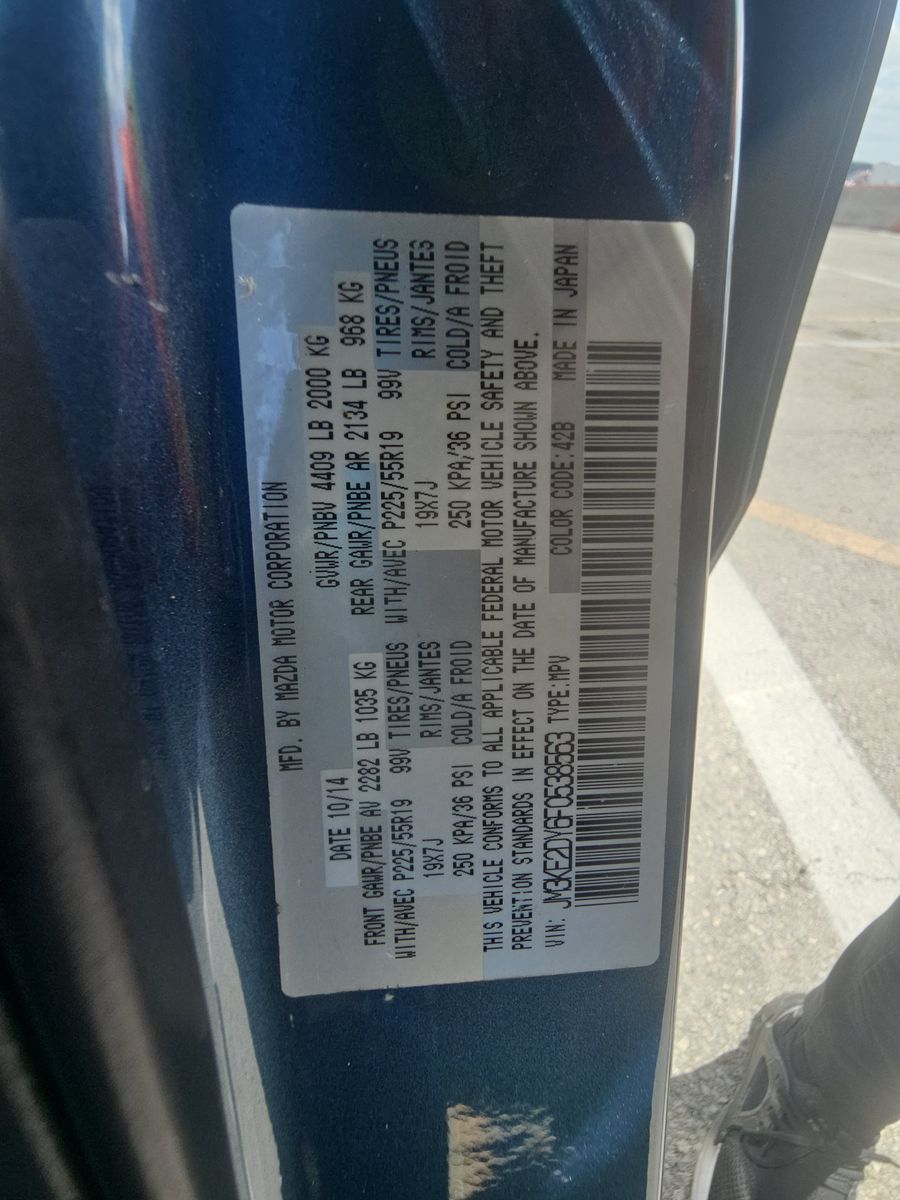 MFD. BY MAZDA MOTOR CORPORATION
DATE 10/14 GVWR/PNBV 4409 LB 2000 KG
FRONT GAWR/PNBE AV 2282 LB 1035 KG REAR GAWR/PNBE AR 2134 LB 968 KG
WITH/AVEC P225/55R19 99V TIRES/PNEUS WITH/AVEC P225/55R19 99V TIRES/PNEUS
19X7J RIMS/JANTES 19X7J RIMS/JANTES
250 KPA/36 PSI COLD/A FROID 250 KPA/36 PSI COLD/A FROID
THIS VEHICLE CONFORMS TO ALL APPLICABLE FEDERAL MOTOR VEHICLE SAFETY AND THEFT
PREVENTION STANDARDS IN EFFECT ON THE DATE OF MANUFACTURE SHOWN ABOVE.
VIN: JM3KE2DY6F0538563 TYPE:MPV COLOR CODE:42B MADE IN JAPAN